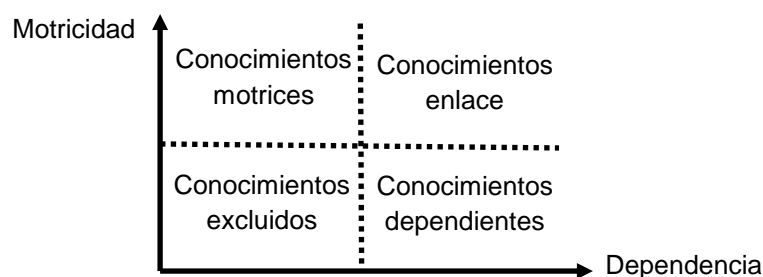 Motricidad
Conocimientos
motrices
Conocimientos
enlace
Conocimientos
excluidos
Conocimientos
dependientes
Dependencia